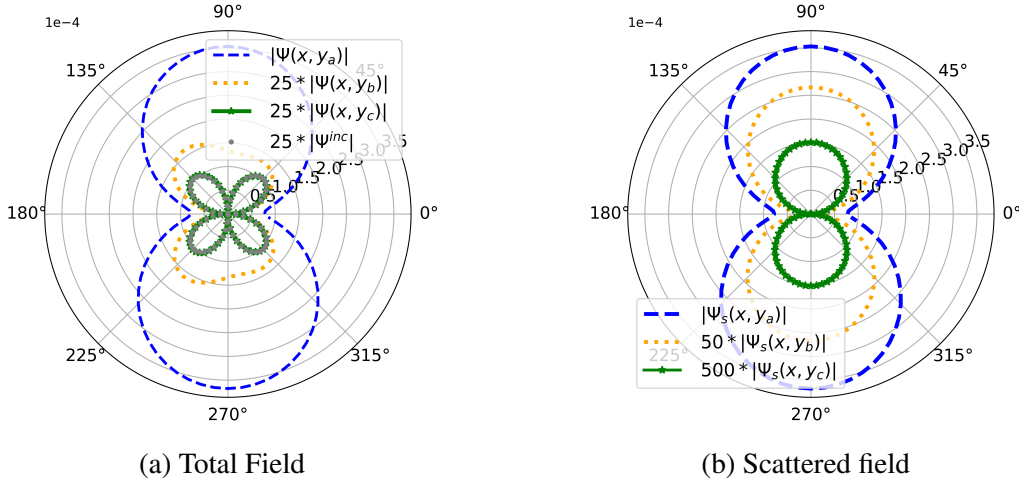 1e−4
90°
135°
45°
180°
0°
225°
315°
270°
0.5
1.0
1.5
2.0
2.5
3.0
3.5
|Ψ(x, y_a)|
25 * |Ψ(x, y_b)|
25 * |Ψ(x, y_c)|
25 * |Ψ^{inc}|
(a) Total Field
1e−4
90°
135°
45°
180°
0°
225°
315°
270°
0.5
1.0
1.5
2.0
2.5
3.0
3.5
|Ψ_s(x, y_a)|
50 * |Ψ_s(x, y_b)|
500 * |Ψ_s(x, y_c)|
(b) Scattered field